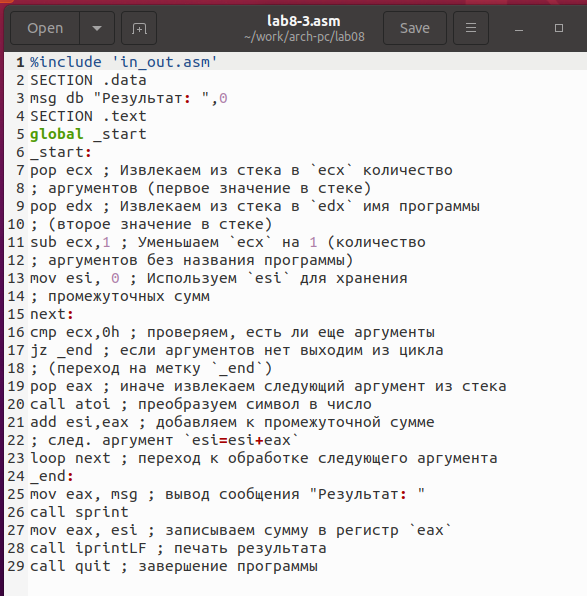 Open
lab8-3.asm
~/work/arch-pc/lab08
Save
1 %include 'in_out.asm'
2 SECTION .data
3 msg db "Результат: ",0
4 SECTION .text
5 global _start
6 _start:
7 pop ecx ; Извлекаем из стека в `ecx` количество
8 ; аргументов (первое значение в стеке)
9 pop edx ; Извлекаем из стека в `edx` имя программы
10 ; (второе значение в стеке)
11 sub ecx,1 ; Уменьшаем `ecx` на 1 (количество
12 ; аргументов без названия программы)
13 mov esi, 0 ; Используем `esi` для хранения
14 ; промежуточных сумм
15 next:
16 cmp ecx,0h ; проверяем, есть ли еще аргументы
17 jz _end ; если аргументов нет выходим из цикла
18 ; (переход на метку `_end`)
19 pop eax ; иначе извлекаем следующий аргумент из стека
20 call atoi ; преобразуем символ в число
21 add esi,eax ; добавляем к промежуточной сумме
22 ; след. аргумент `esi=esi+eax`
23 loop next ; переход к обработке следующего аргумента
24 _end:
25 mov eax, msg ; вывод сообщения "Результат: "
26 call sprint
27 mov eax, esi ; записываем сумму в регистр `eax`
28 call iprintLF ; печать результата
29 call quit ; завершение программы